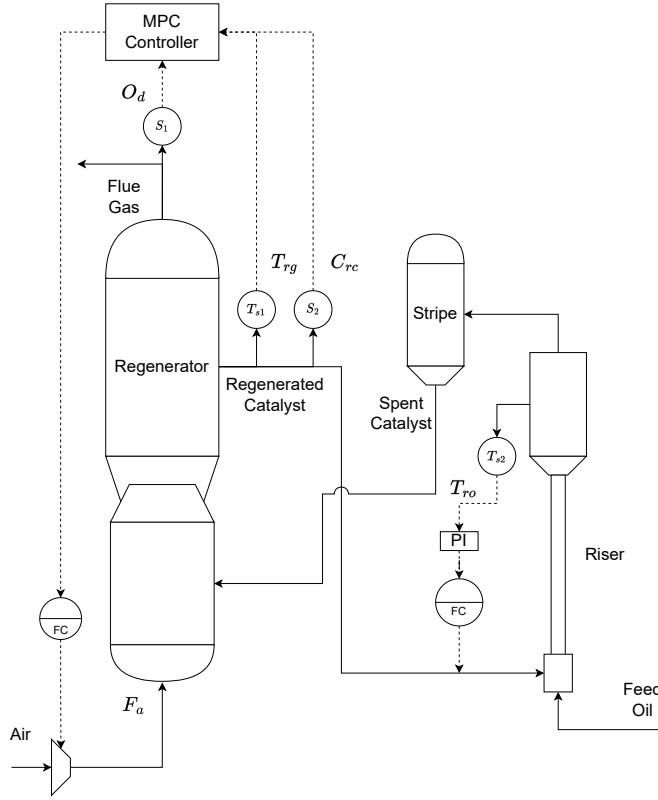 MPC
Controller
O_d
S_1
Flue
Gas
T_rg
C_rc
T_s1
S_2
Stripe
Regenerator
Regenerated
Catalyst
Spent
Catalyst
T_s2
T_ro
PI
Riser
FC
FC
F_a
Feed
Oil
Air